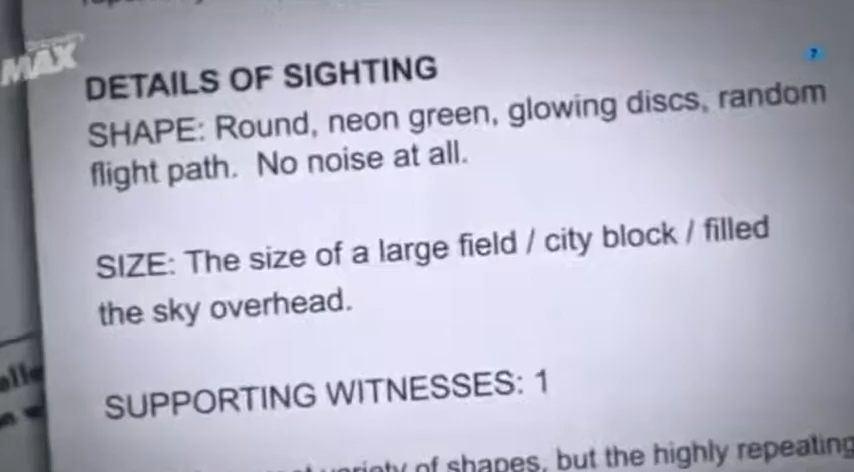 MAX
DETAILS OF SIGHTING
SHAPE: Round, neon green, glowing discs, random
flight path. No noise at all.
SIZE: The size of a large field / city block / filled
the sky overhead.
SUPPORTING WITNESSES: 1
of shapes, but the highly repeating